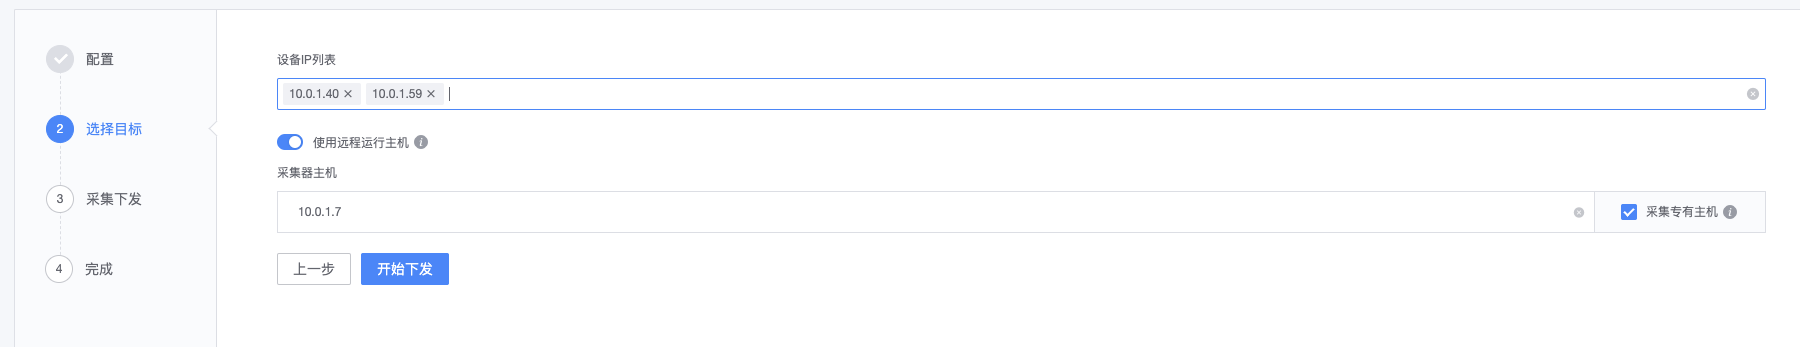 配置
2 选择目标
3 采集下发
4 完成
设备IP列表
10.0.1.40 × 10.0.1.59 ×
使用远程运行主机 i
采集器主机
10.0.1.7
采集专有主机 i
上一步 开始下发